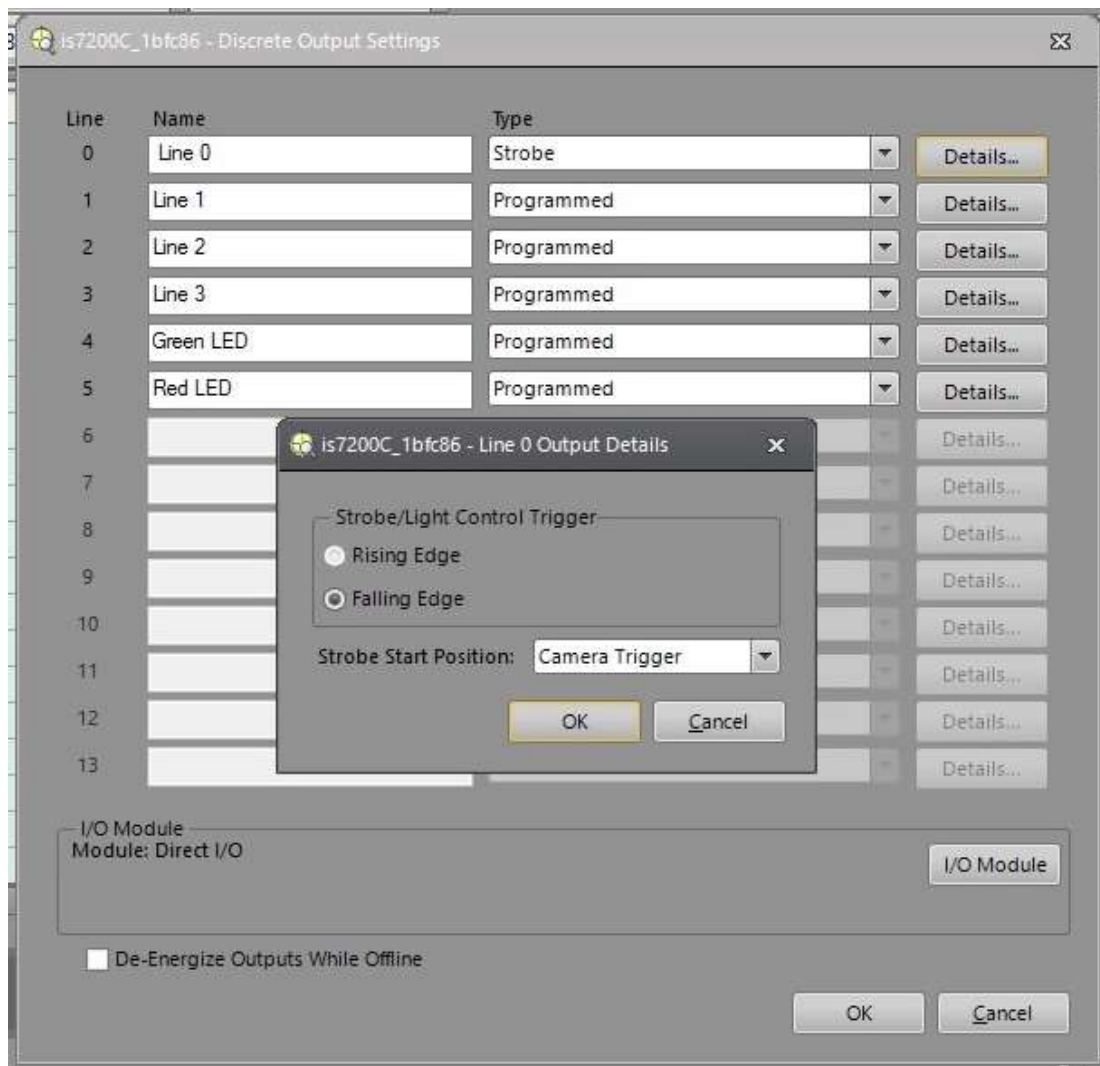 is7200C_1bfc86 - Discrete Output Settings
Line Name Type
0 Line 0 Strobe Details...
1 Line 1 Programmed Details...
2 Line 2 Programmed Details...
3 Line 3 Programmed Details...
4 Green LED Programmed Details...
5 Red LED Programmed Details...
6 Details...
7 Details...
8 Details...
9 Details...
10 Details...
11 Details...
12 Details...
13 Details...
is7200C_1bfc86 - Line 0 Output Details
Strobe/Light Control Trigger
Rising Edge
Falling Edge
Strobe Start Position: Camera Trigger
OK Cancel
I/O Module
Module: Direct I/O
I/O Module
De-Energize Outputs While Offline
OK Cancel